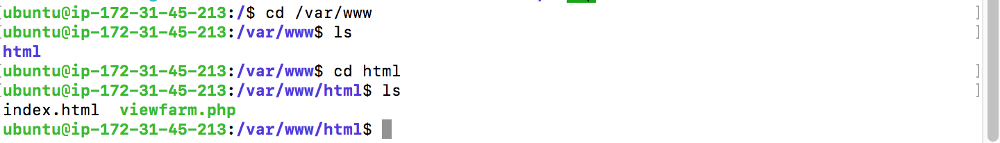 [ubuntu@ip-172-31-45-213:/$ cd /var/www ]
[ubuntu@ip-172-31-45-213:/var/www$ ls ]
html
[ubuntu@ip-172-31-45-213:/var/www$ cd html ]
[ubuntu@ip-172-31-45-213:/var/www/html$ ls ]
index.html  viewfarm.php
ubuntu@ip-172-31-45-213:/var/www/html$